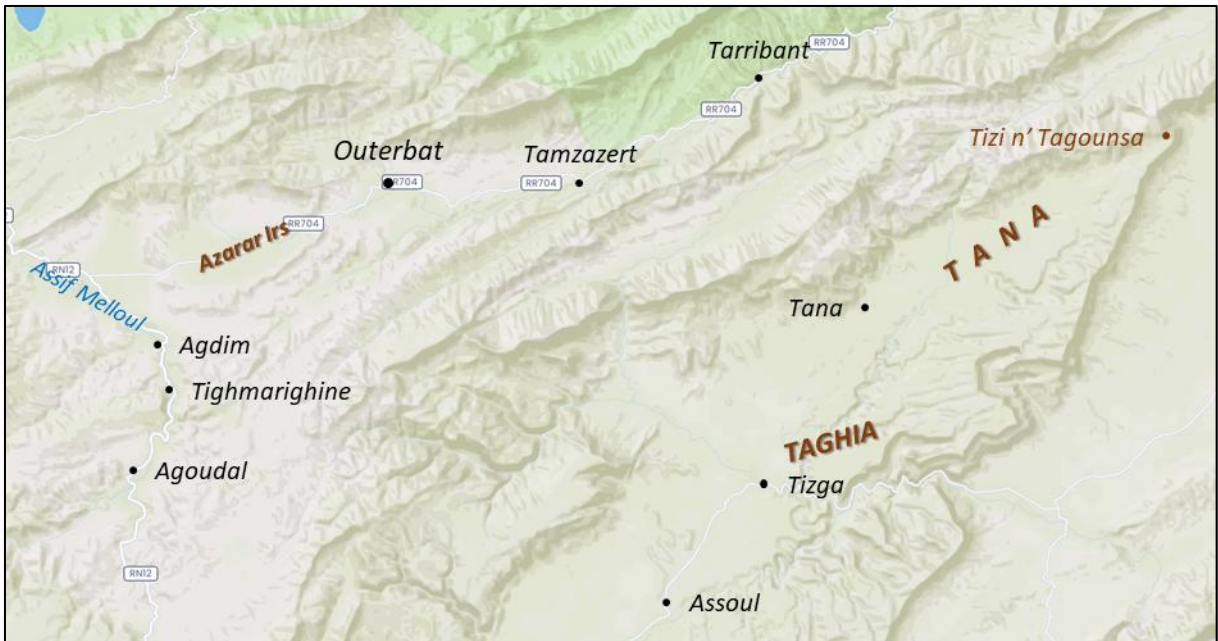 RR704
Tarribant
RR704
Tizi n' Tagounsa
Outerbat
Tamzazert
RR704
RR704
Azarar Irs
RR704
TANA
RN12
Assif Melloul
Tana
Agdim
Tighmarighine
TAGHIA
Agoudal
Tizga
RN12
Assoul